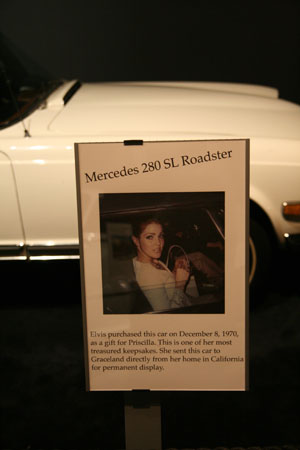 Mercedes 280 SL Roadster
Elvis purchased this car on December 8, 1970,
as a gift for Priscilla. This is one of her most
treasured keepsakes. She sent this car to
Graceland directly from her home in California
for permanent display.